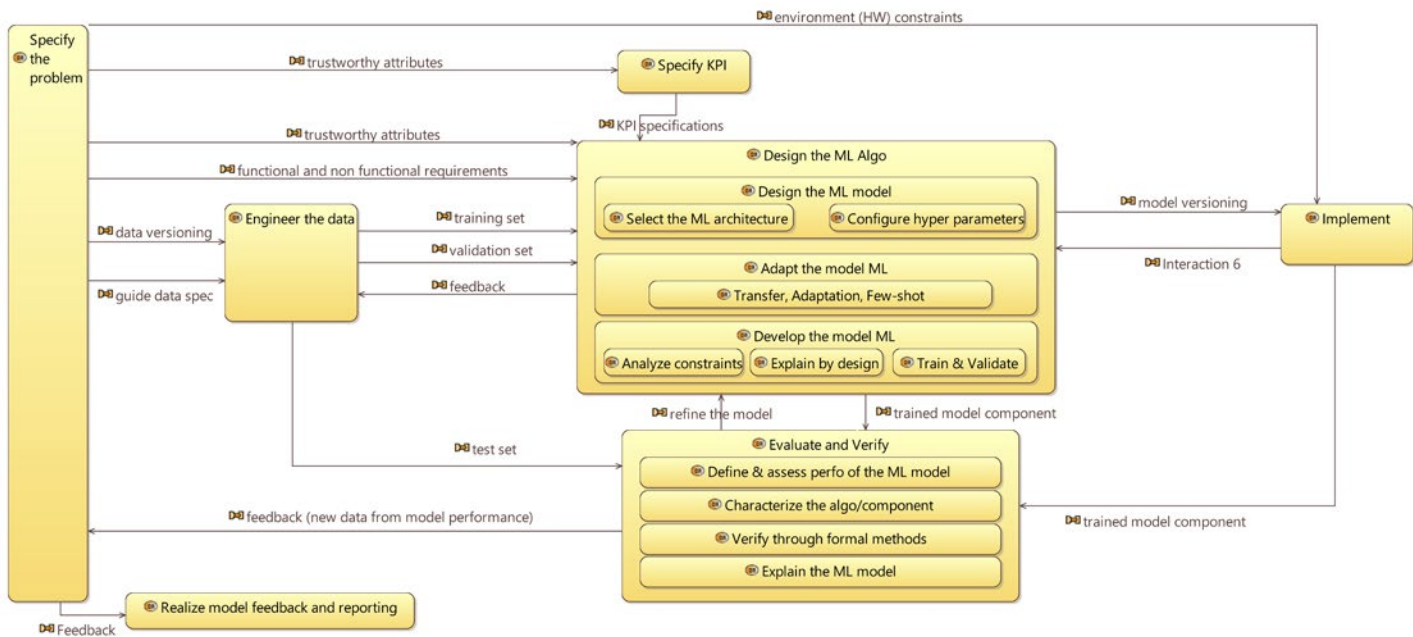 environment (HW) constraints
Specify
the
problem
trustworthy attributes
Specify KPI
KPI specifications
trustworthy attributes
Design the ML Algo
functional and non functional requirements
Design the ML model
Select the ML architecture
Configure hyper parameters
model versioning
Implement
Engineer the data
training set
data versioning
validation set
Interaction 6
Adapt the model ML
feedback
guide data spec
Transfer, Adaptation, Few-shot
Develop the model ML
Analyze constraints
Explain by design
Train & Validate
refine the model
trained model component
Evaluate and Verify
test set
Define & assess perfo of the ML model
Characterize the algo/component
feedback (new data from model performance)
trained model component
Verify through formal methods
Explain the ML model
Realize model feedback and reporting
Feedback